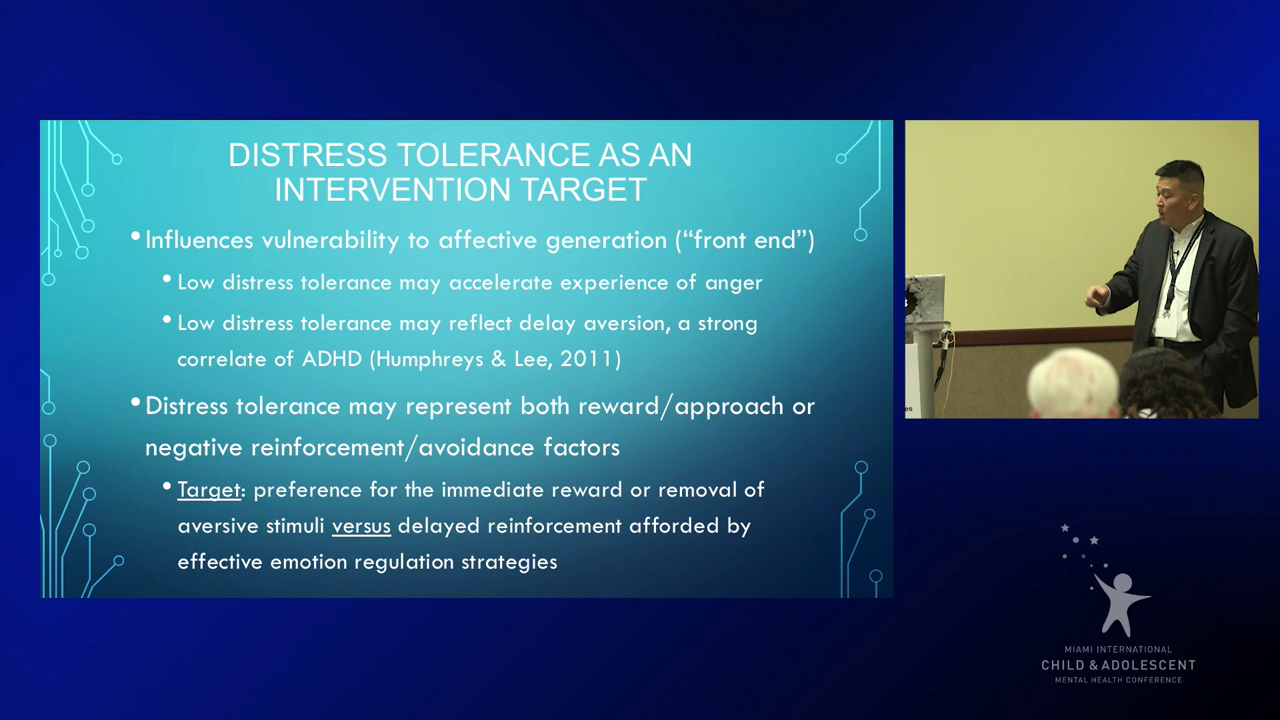 DISTRESS TOLERANCE AS AN
INTERVENTION TARGET
• Influences vulnerability to affective generation (“front end”)
• Low distress tolerance may accelerate experience of anger
• Low distress tolerance may reflect delay aversion, a strong
correlate of ADHD (Humphreys & Lee, 2011)
• Distress tolerance may represent both reward/approach or
negative reinforcement/avoidance factors
• Target: preference for the immediate reward or removal of
aversive stimuli versus delayed reinforcement afforded by
effective emotion regulation strategies
MIAMI INTERNATIONAL
CHILD & ADOLESCENT
MENTAL HEALTH CONFERENCE